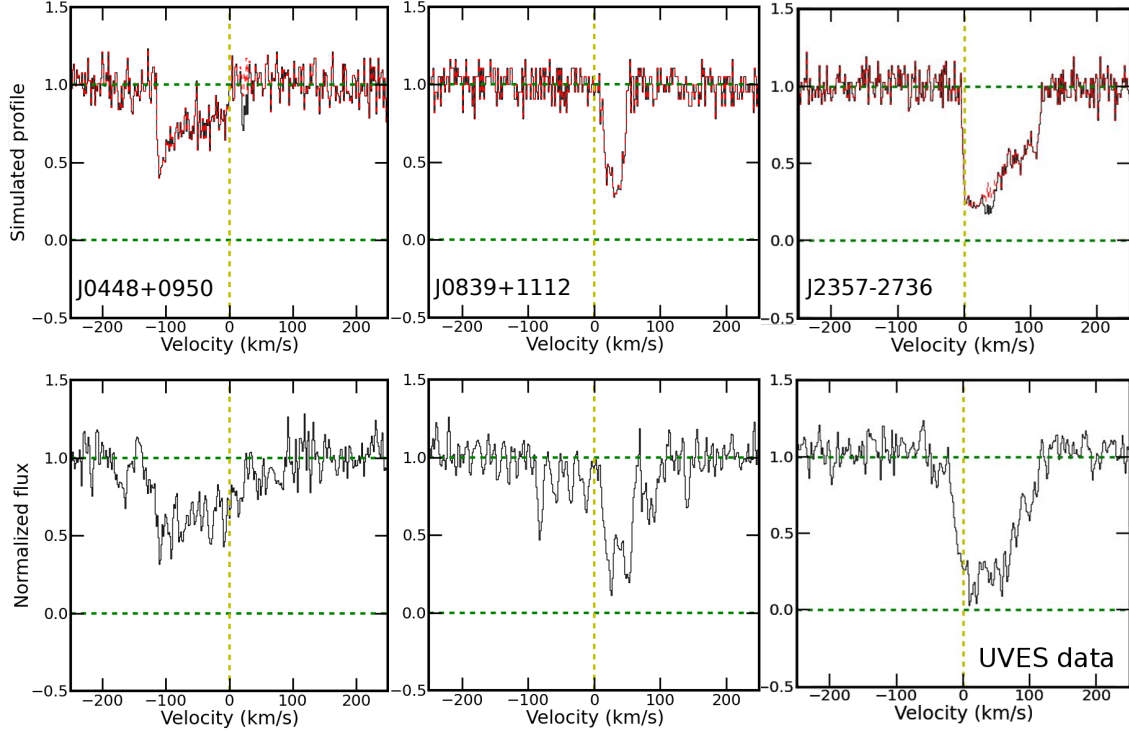 1.5 1.5 1.5
Simulated profile
1.0 1.0 1.0
0.5 0.5 0.5
0.0 0.0 0.0
J0448+0950 J0839+1112 J2357-2736
−0.5 −0.5 −0.5
−200 −100 0 100 200 −200 −100 0 100 200 −200 −100 0 100 200
Velocity (km/s) Velocity (km/s) Velocity (km/s)
1.5 1.5 1.5
Normalized flux
1.0 1.0 1.0
0.5 0.5 0.5
0.0 0.0 0.0
UVES data
−0.5 −0.5 −0.5
−200 −100 0 100 200 −200 −100 0 100 200 −200 −100 0 100 200
Velocity (km/s) Velocity (km/s) Velocity (km/s)